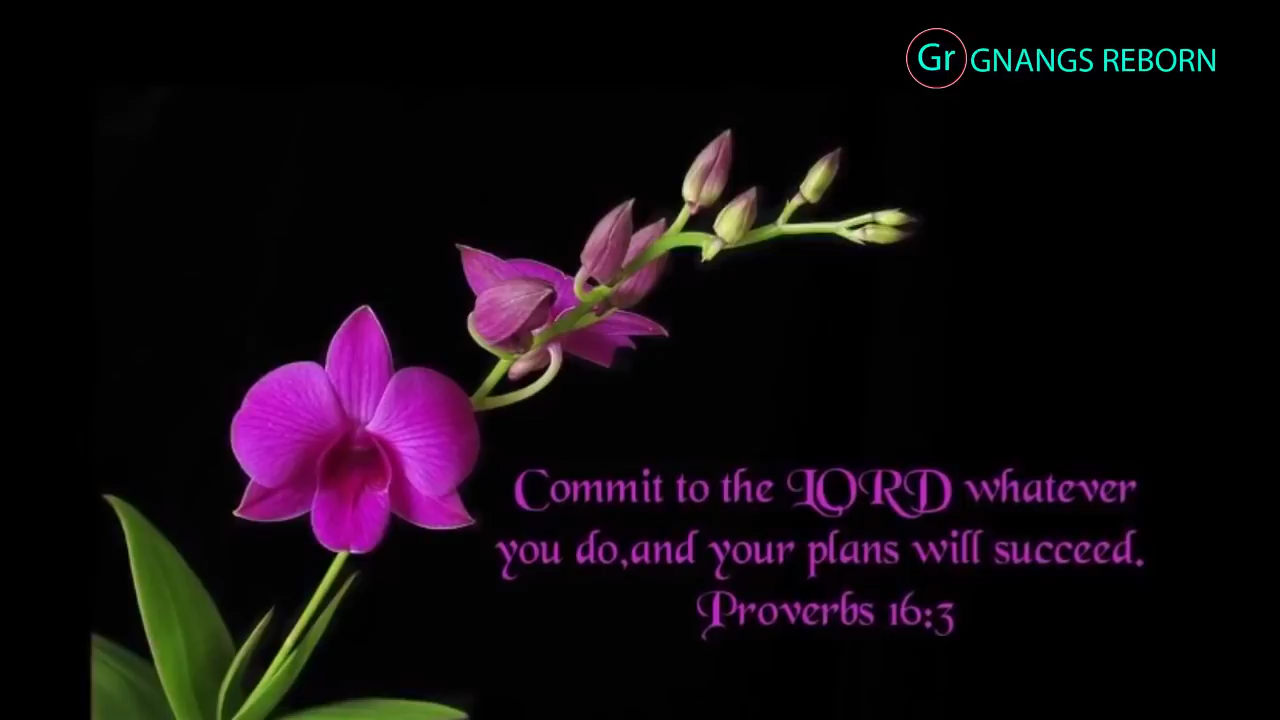 Gr GNANGS REBORN
Commit to the LORD whatever
you do,and your plans will succeed.
Proverbs 16:3